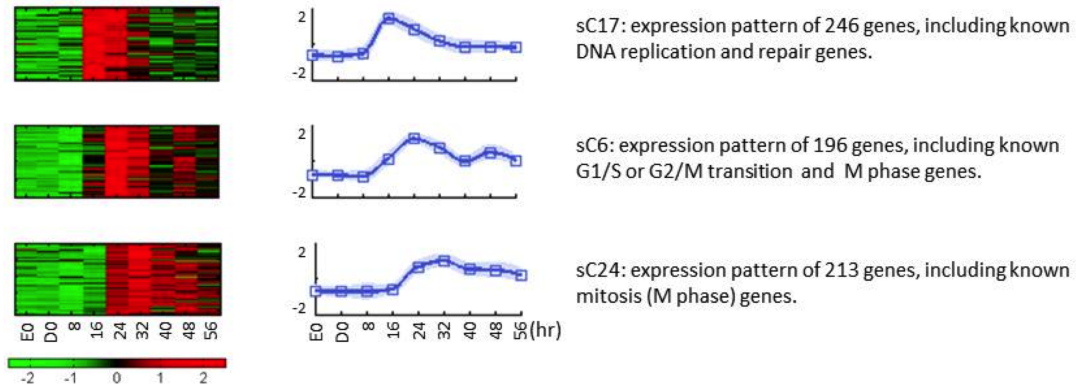 2
-2
sC17: expression pattern of 246 genes, including known
DNA replication and repair genes.
2
-2
sC6: expression pattern of 196 genes, including known
G1/S or G2/M transition and M phase genes.
2
-2
sC24: expression pattern of 213 genes, including known
mitosis (M phase) genes.
E0 D0 8 16 24 32 40 48 56
E0 D0 8 16 24 32 40 48 56 (hr)
-2 -1 0 1 2